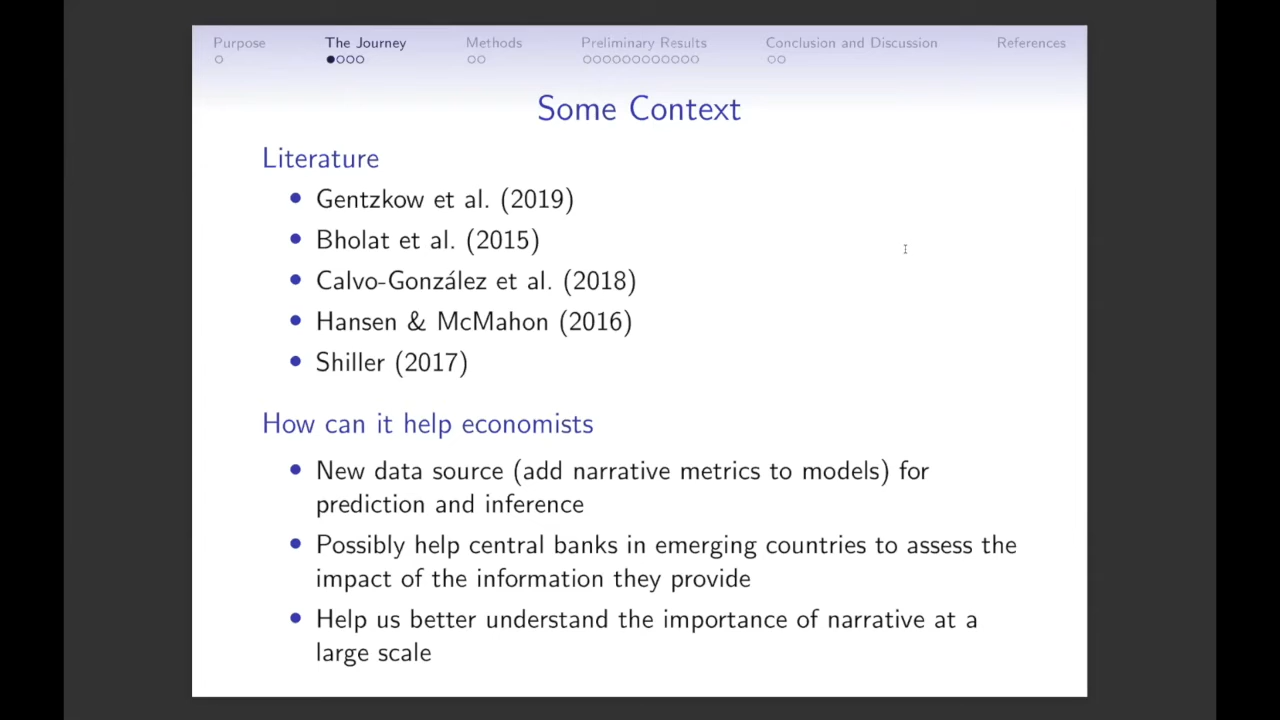 Purpose The Journey Methods Preliminary Results Conclusion and Discussion References
Some Context
Literature
Gentzkow et al. (2019)
Bholat et al. (2015)
Calvo-González et al. (2018)
Hansen & McMahon (2016)
Shiller (2017)
How can it help economists
New data source (add narrative metrics to models) for
prediction and inference
Possibly help central banks in emerging countries to assess the
impact of the information they provide
Help us better understand the importance of narrative at a
large scale